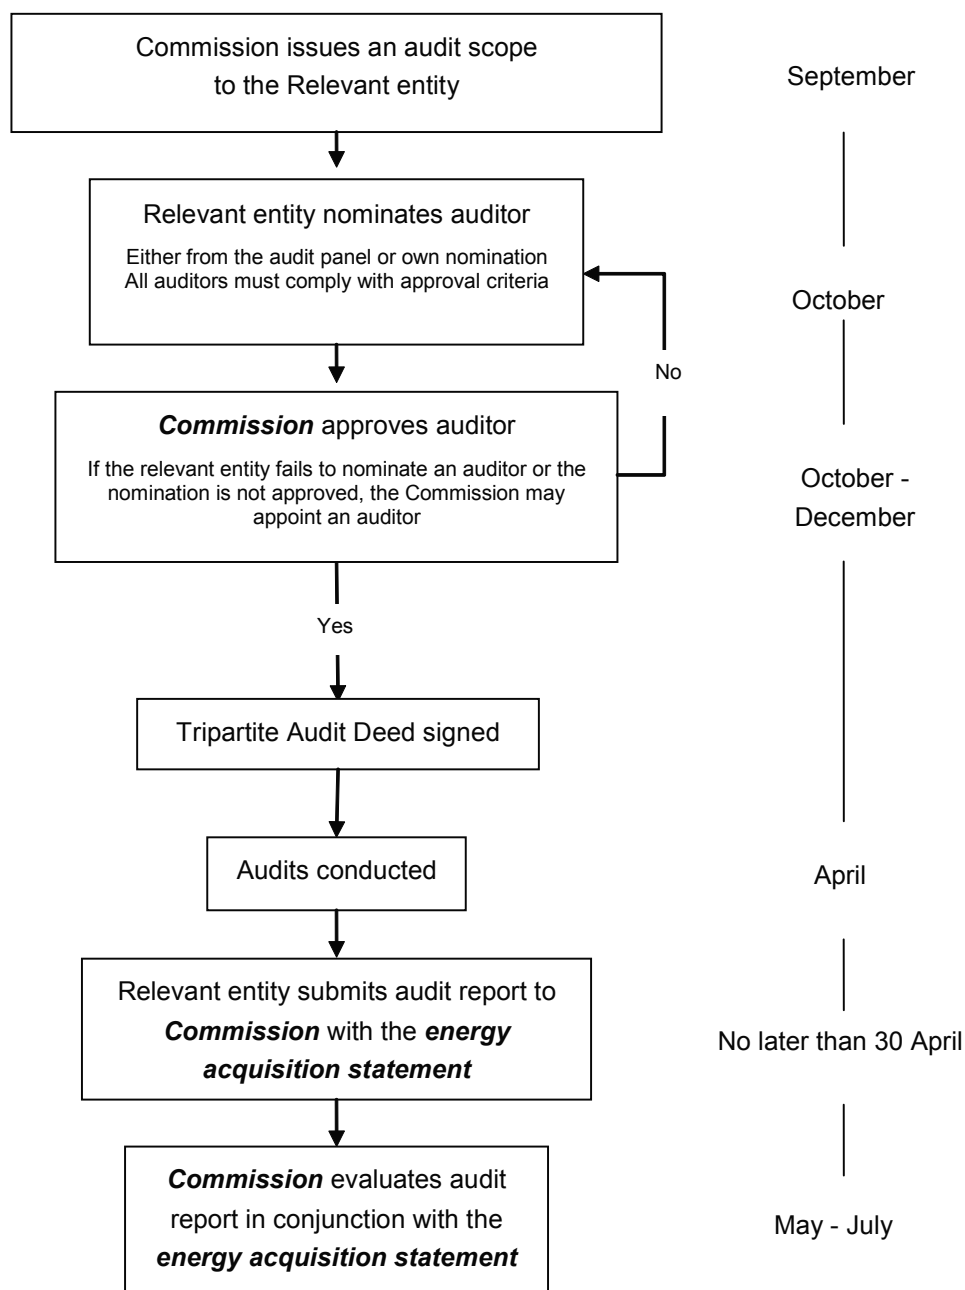 Commission issues an audit scope
to the Relevant entity
September
Relevant entity nominates auditor
Either from the audit panel or own nomination
All auditors must comply with approval criteria
October
No
Commission approves auditor
If the relevant entity fails to nominate an auditor or the
nomination is not approved, the Commission may
appoint an auditor
October -
December
Yes
Tripartite Audit Deed signed
Audits conducted
April
Relevant entity submits audit report to
Commission with the energy
acquisition statement
No later than 30 April
Commission evaluates audit
report in conjunction with the
energy acquisition statement
May - July